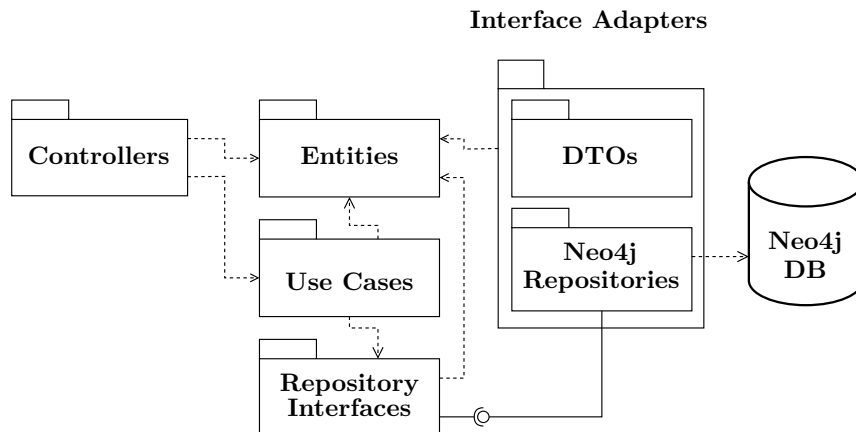 Interface Adapters
Controllers
Entities
DTOs
Neo4j
Repositories
Neo4j
DB
Use Cases
Repository
Interfaces